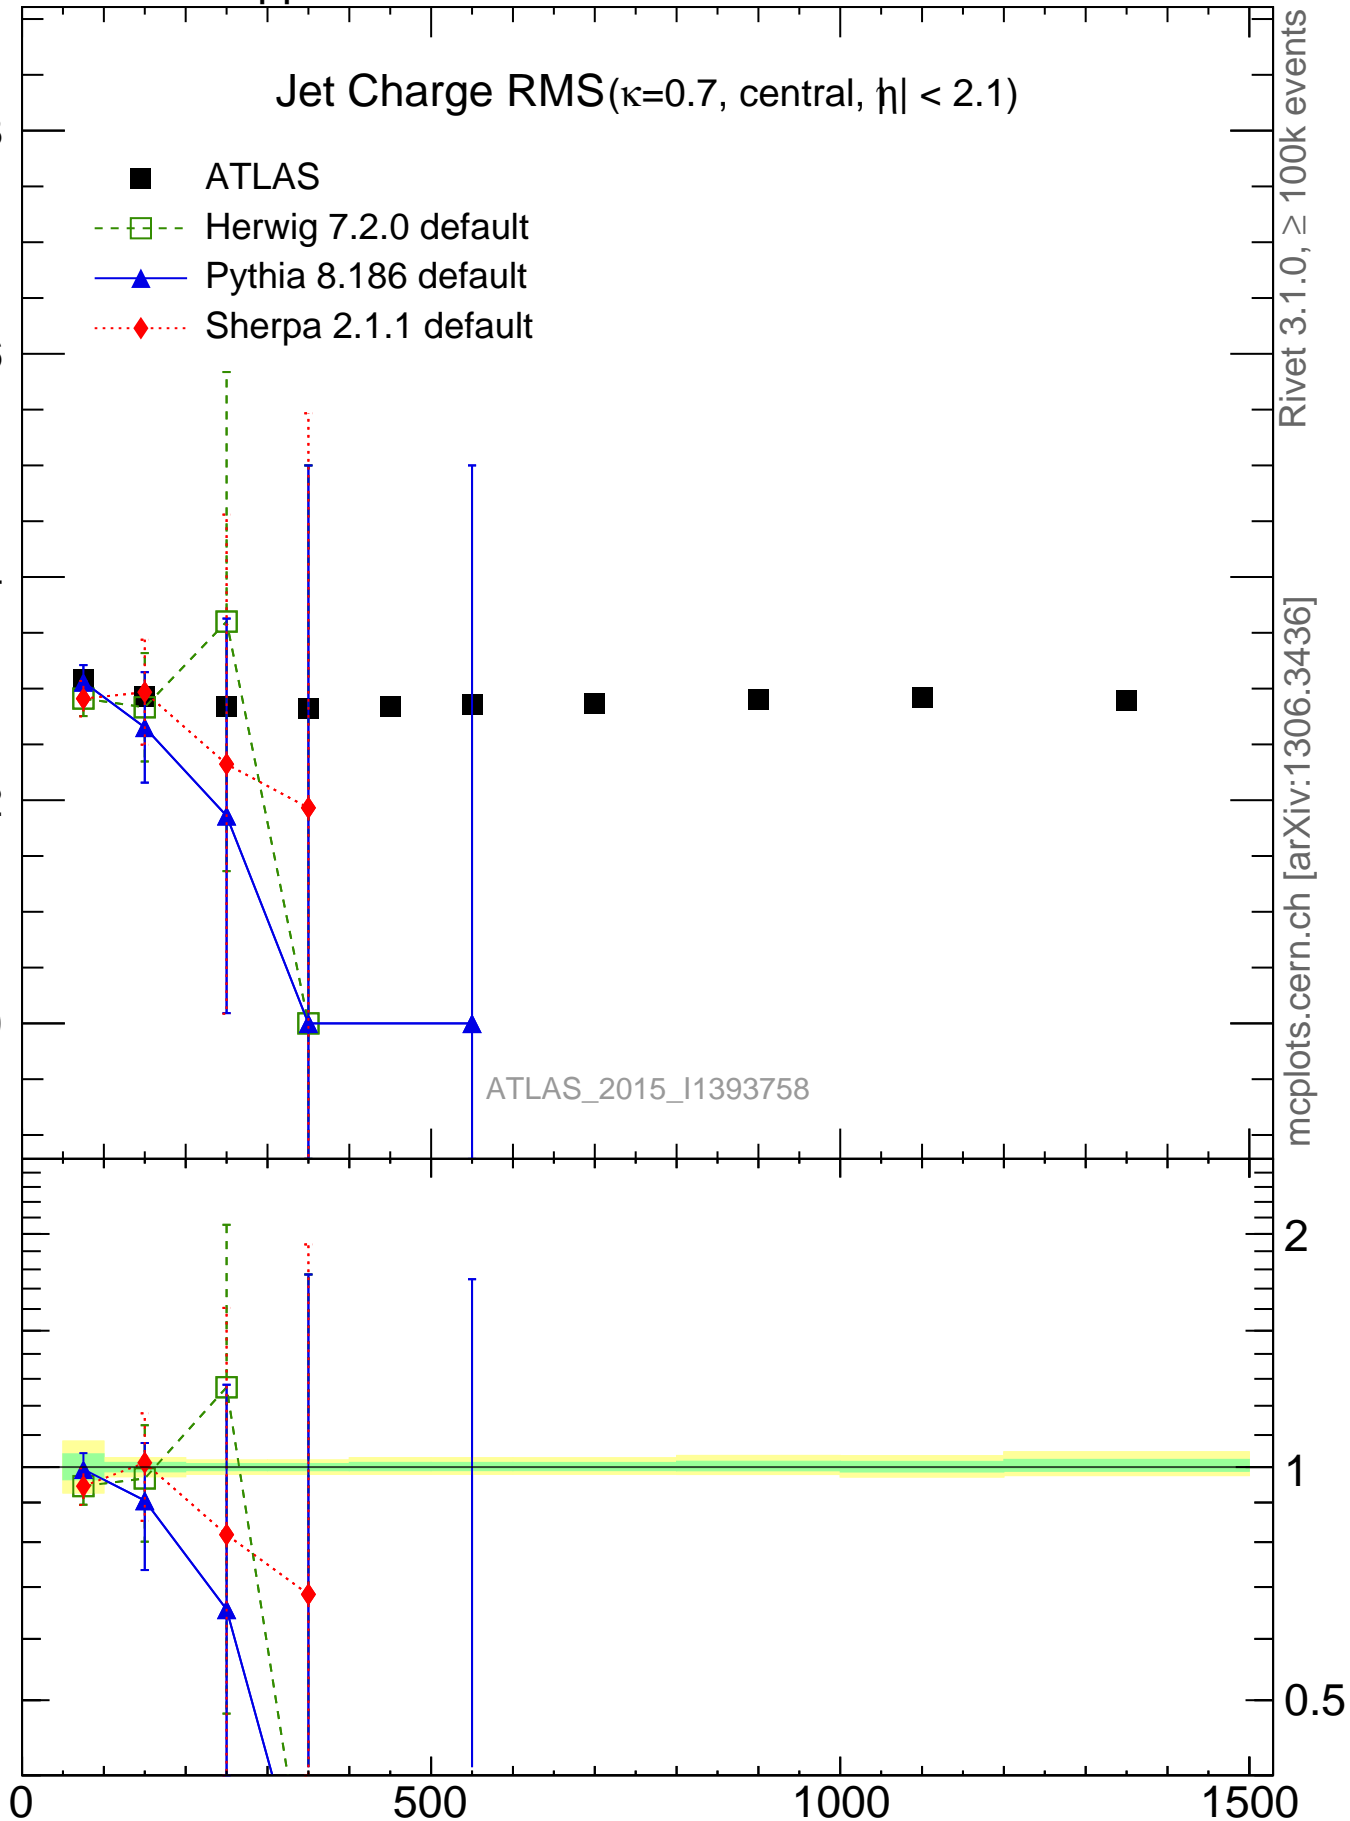 Jet Charge RMS(κ=0.7, central, |η| < 2.1)
ATLAS
Herwig 7.2.0 default
Pythia 8.186 default
Sherpa 2.1.1 default
ATLAS_2015_I1393758
Rivet 3.1.0, ≥ 100k events
mcplots.cern.ch [arXiv:1306.3436]
2
1
0.5
0
500
1000
1500